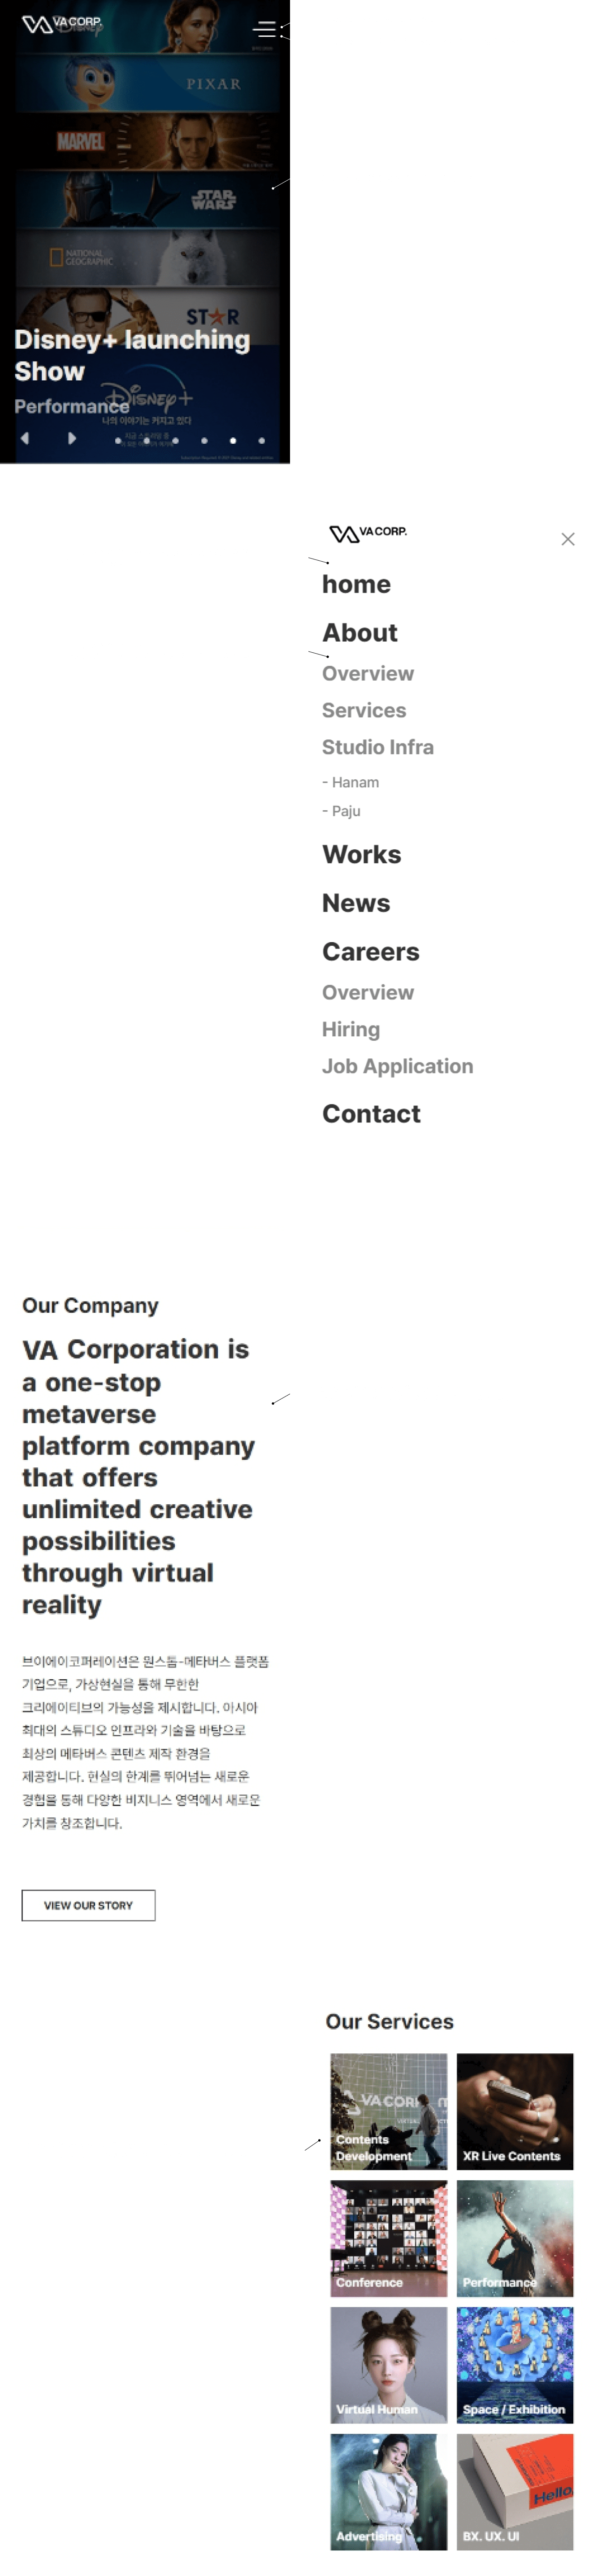 VA CORP.
Disney
PIXAR
MARVEL
STAR WARS
NATIONAL GEOGRAPHIC
STAR
Disney+ launching
Show
Disney+
Performance
나의 이야기는 커지고 있다
지금 스트리밍 중
VA CORP.
home
About
Overview
Services
Studio Infra
- Hanam
- Paju
Works
News
Careers
Overview
Hiring
Job Application
Contact
Our Company
VA Corporation is
a one-stop
metaverse
platform company
that offers
unlimited creative
possibilities
through virtual
reality
브이에이코퍼레이션은 원스톱-메타버스 플랫폼
기업으로, 가상현실을 통해 무한한
크리에이티브의 가능성을 제시합니다. 아시아
최대의 스튜디오 인프라와 기술을 바탕으로
최상의 메타버스 콘텐츠 제작 환경을
제공합니다. 현실의 한계를 뛰어넘는 새로운
경험을 통해 다양한 비지니스 영역에서 새로운
가치를 창조합니다.
VIEW OUR STORY
Our Services
VA CORP
Contents
Development
XR Live Contents
Conference
Performance
Virtual Human
Space / Exhibition
Advertising
Hello
BX. UX. UI